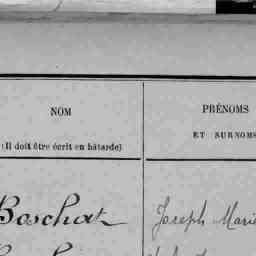 NOM
PRÉNOMS
(Il doit être écrit en bâtarde)
ET SURNOMS
Boschat
Joseph Marie